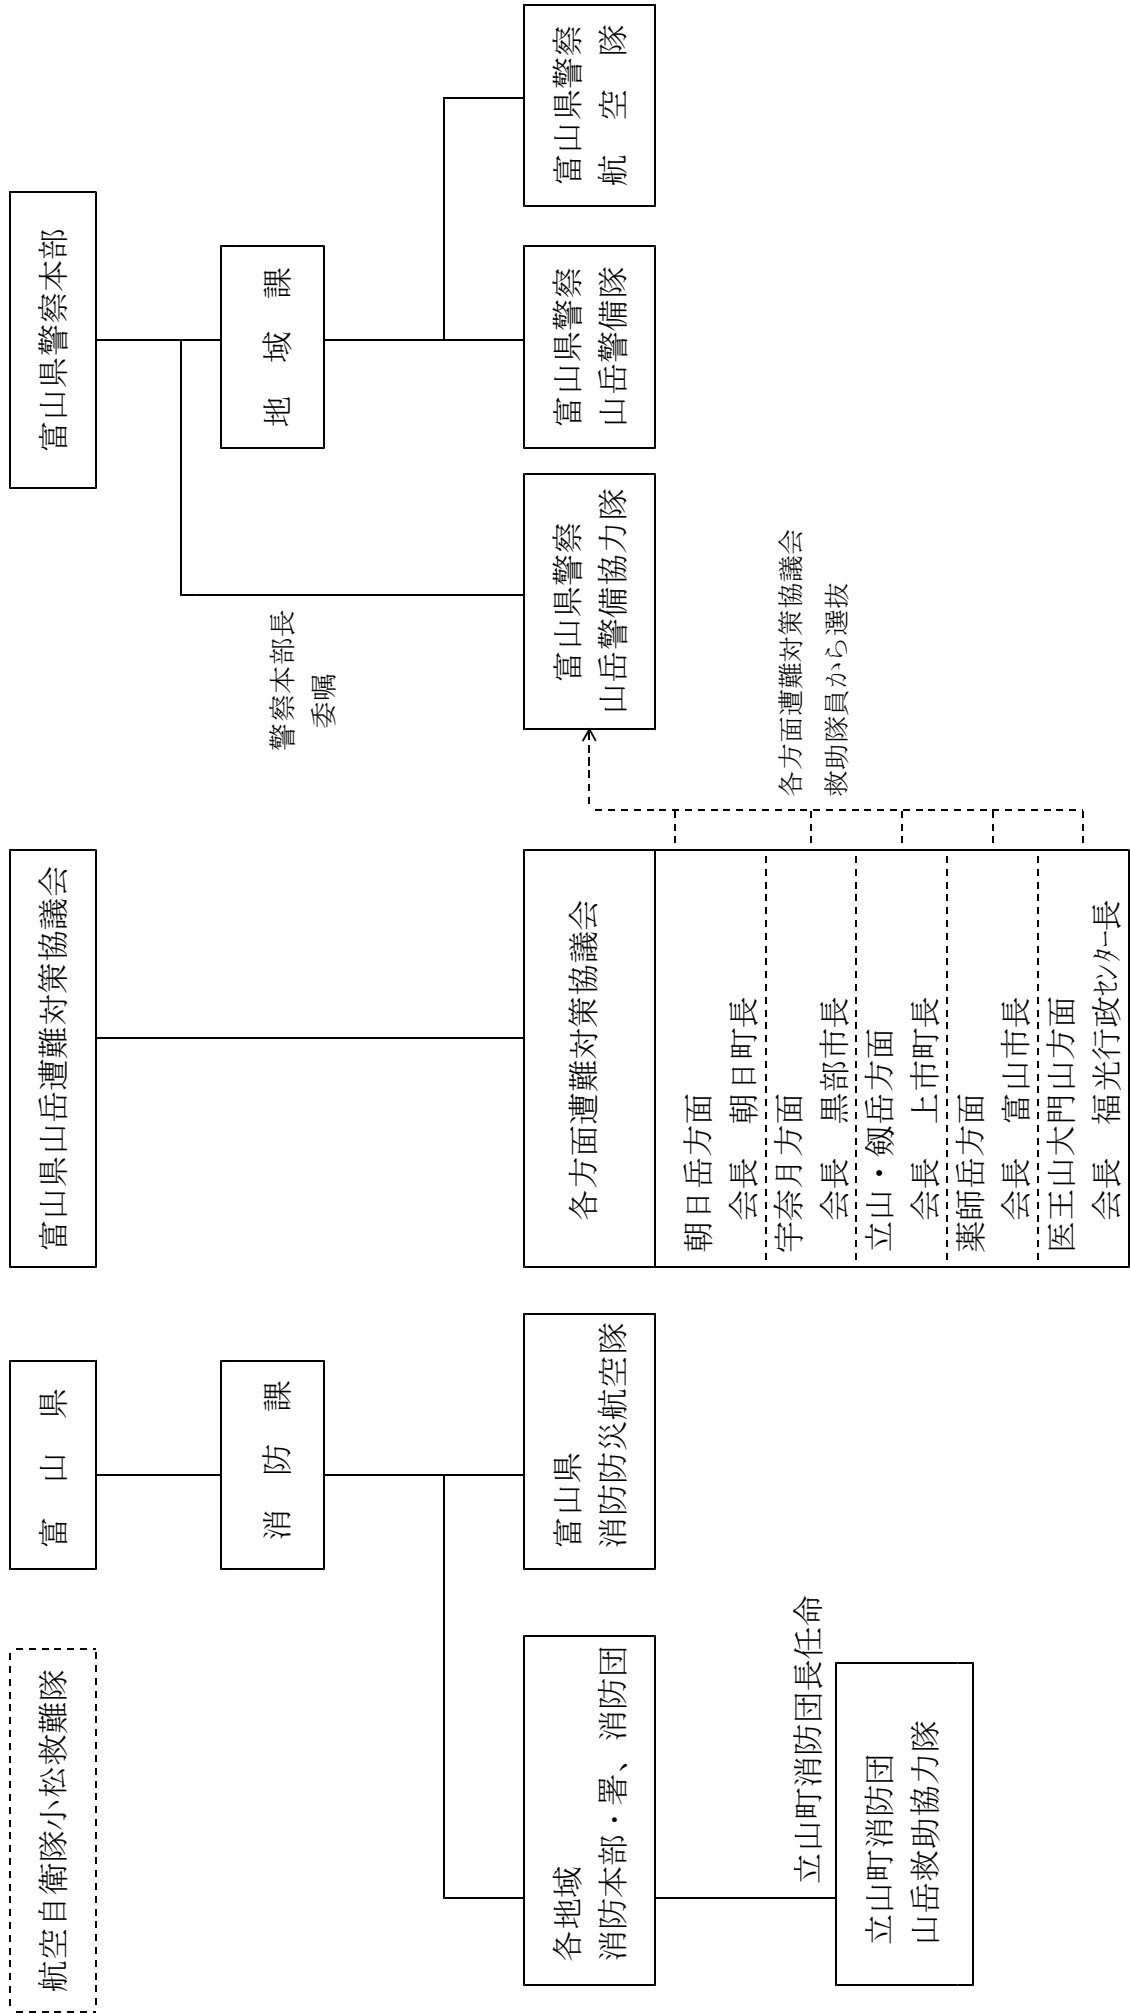 航空自衛隊小松救難隊
富　山　県
富山県山岳遭難対策協議会
富山県警察本部
消　防　課
地　域　課
警察本部長
委嘱
各地域
消防本部・署、消防団
富山県
消防防災航空隊
各方面遭難対策協議会
富山県警察
山岳警備協力隊
富山県警察
山岳警備隊
富山県警察
航　空　隊
立山町消防団長任命
立山町消防団
山岳救助協力隊
朝日岳方面
会長　朝日町長
宇奈月方面
会長　黒部市長
立山・剱岳方面
会長　上市町長
薬師岳方面
会長　富山市長
医王山大門山方面
会長　福光行政ｾﾝﾀｰ長
各方面遭難対策協議会
救助隊員から選抜